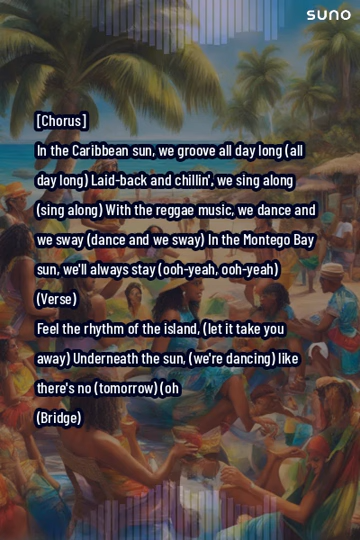 suno
[Chorus]
In the Caribbean sun, we groove all day long (all
day long) Laid-back and chillin', we sing along
(sing along) With the reggae music, we dance and
we sway (dance and we sway) In the Montego Bay
sun, we'll always stay (ooh-yeah, ooh-yeah)
(Verse)
Feel the rhythm of the island, (let it take you
away) Underneath the sun, (we're dancing) like
there's no (tomorrow) (oh
(Bridge)